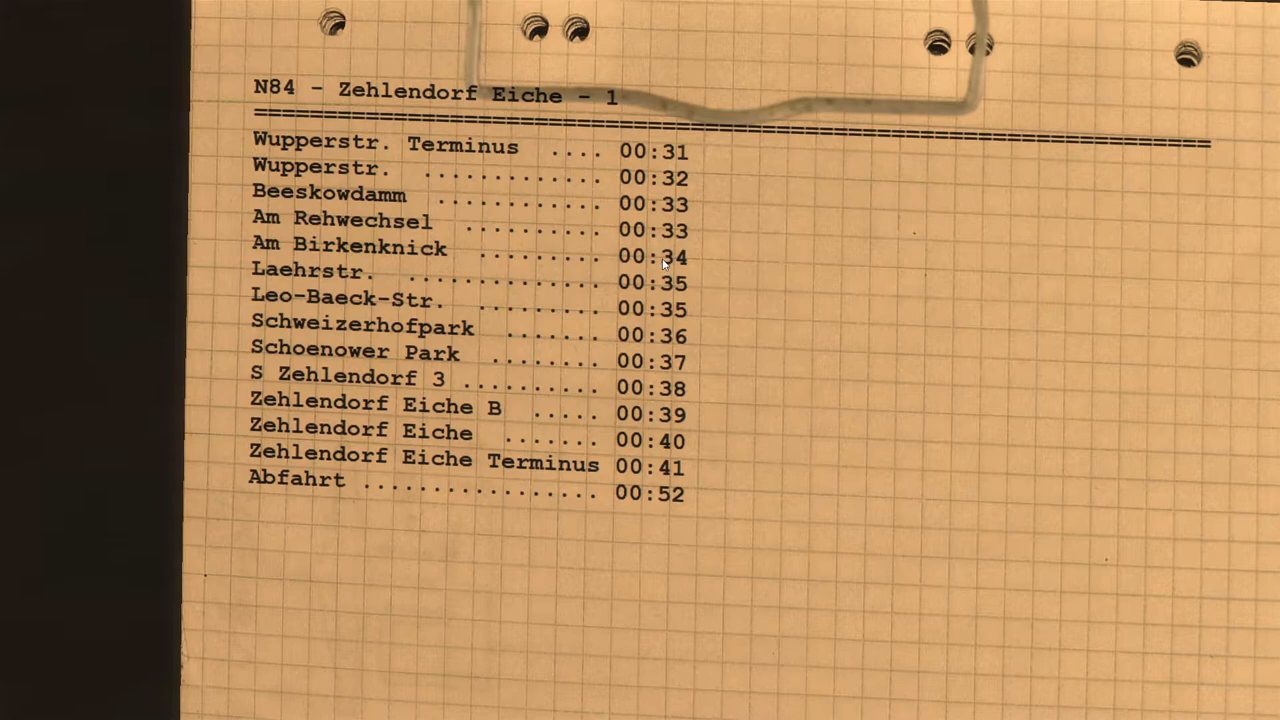 N84 - Zehlendorf Eiche - 1
=====================================================================
Wupperstr. Terminus .... 00:31
Wupperstr. ............. 00:32
Beeskowdamm ............ 00:33
Am Rehwechsel .......... 00:33
Am Birkenknick ......... 00:34
Laehrstr. .............. 00:35
Leo-Baeck-Str. ......... 00:35
Schweizerhofpark ....... 00:36
Schoenower Park ........ 00:37
S Zehlendorf 3 .......... 00:38
Zehlendorf Eiche B ..... 00:39
Zehlendorf Eiche ....... 00:40
Zehlendorf Eiche Terminus 00:41
Abfahrt ................. 00:52